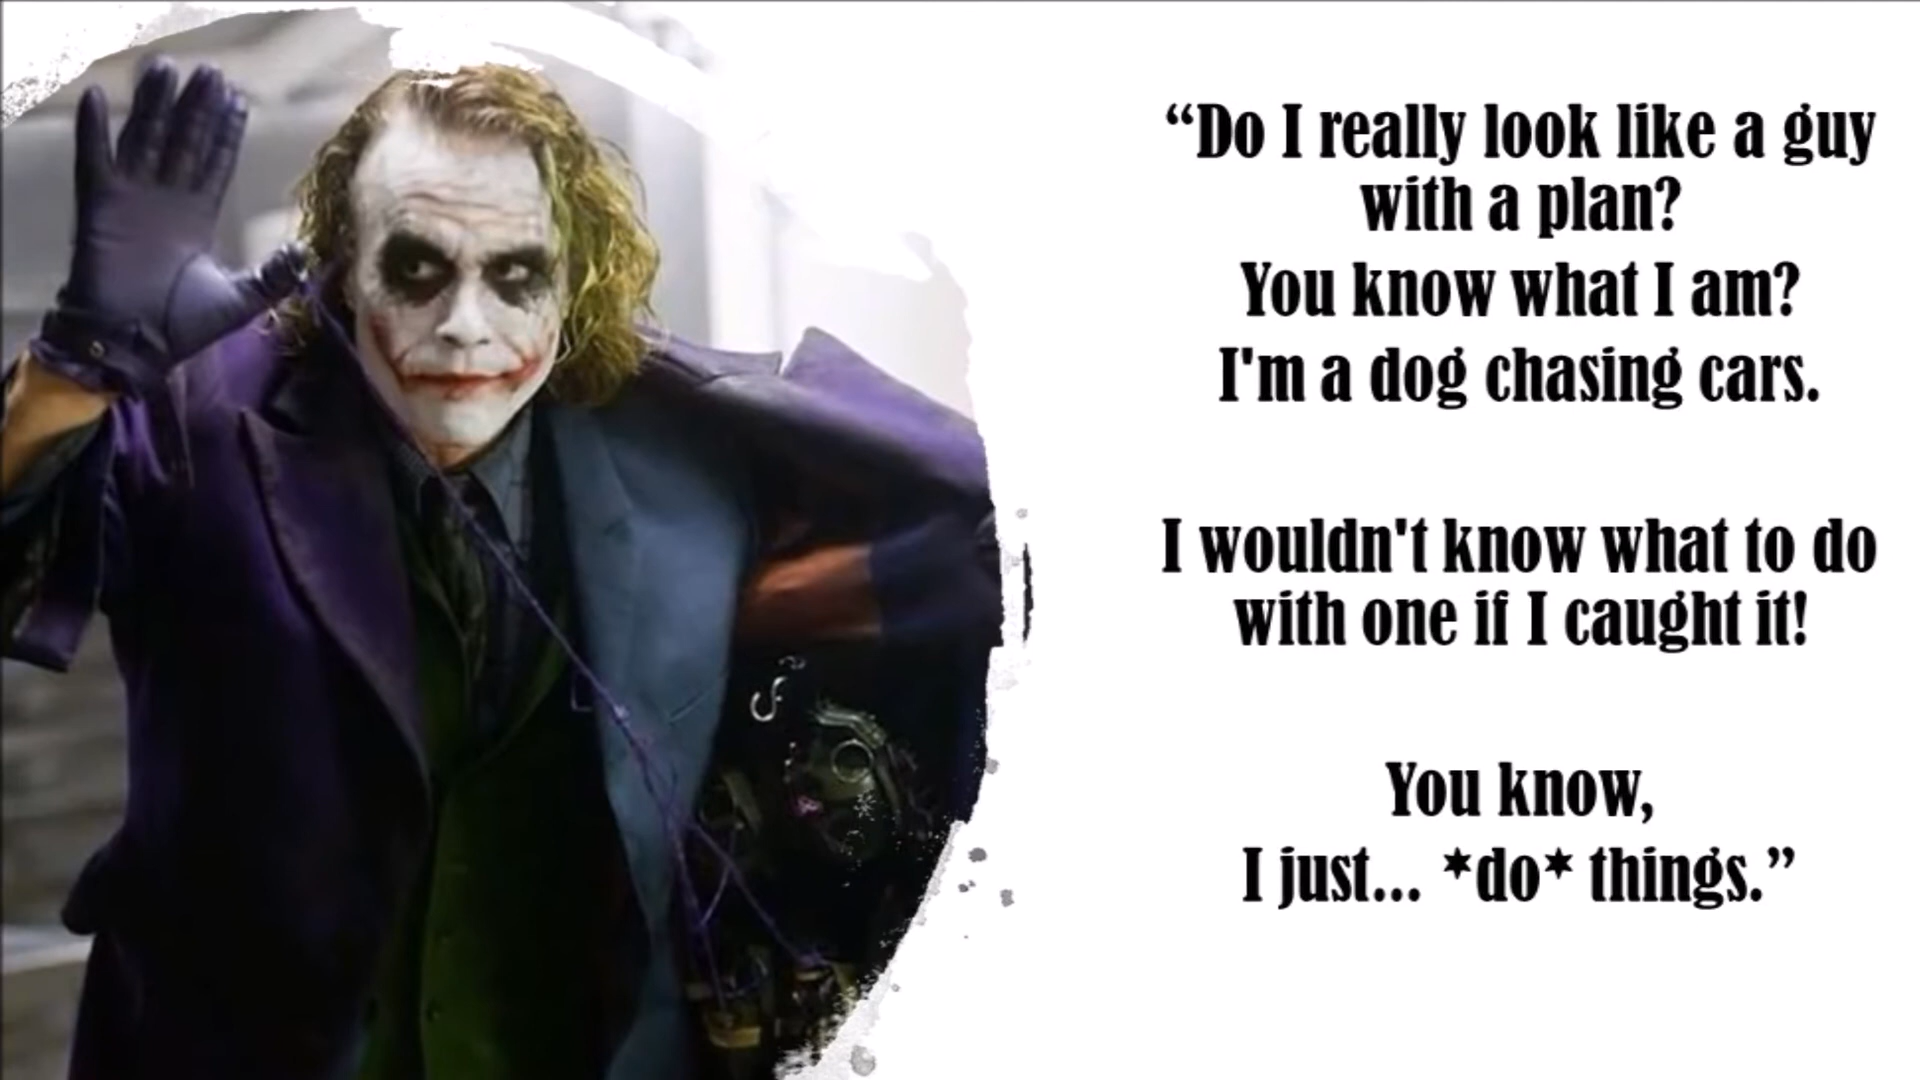 “Do I really look like a guy
with a plan?
You know what I am?
I'm a dog chasing cars.
I wouldn't know what to do
with one if I caught it!
You know,
I just... *do* things.”